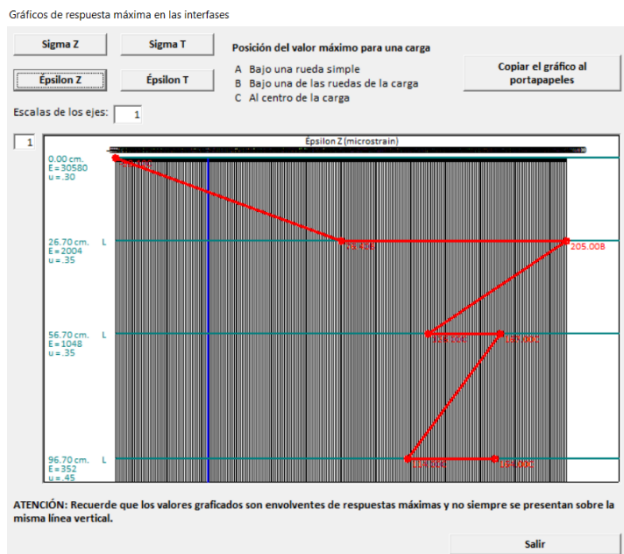 Gráficos de respuesta máxima en las interfases
Sigma Z
Sigma T
Posición del valor máximo para una carga
Copiar el gráfico al
portapapeles
A Bajo una rueda simple
B Bajo una de las ruedas de la carga
C Al centro de la carga
Épsilon Z
Épsilon T
Escalas de los ejes: 1
1
Épsilon Z (microstrain)
0.00 cm.
E=30580
u=.30
26.70 cm. L
E=2004
u=.35
205.00B
56.70 cm. L
E=1048
u=.35
96.70 cm. L
E=352
u=.45
ATENCIÓN: Recuerde que los valores graficados son envolventes de respuestas máximas y no siempre se presentan sobre la
misma línea vertical.
Salir